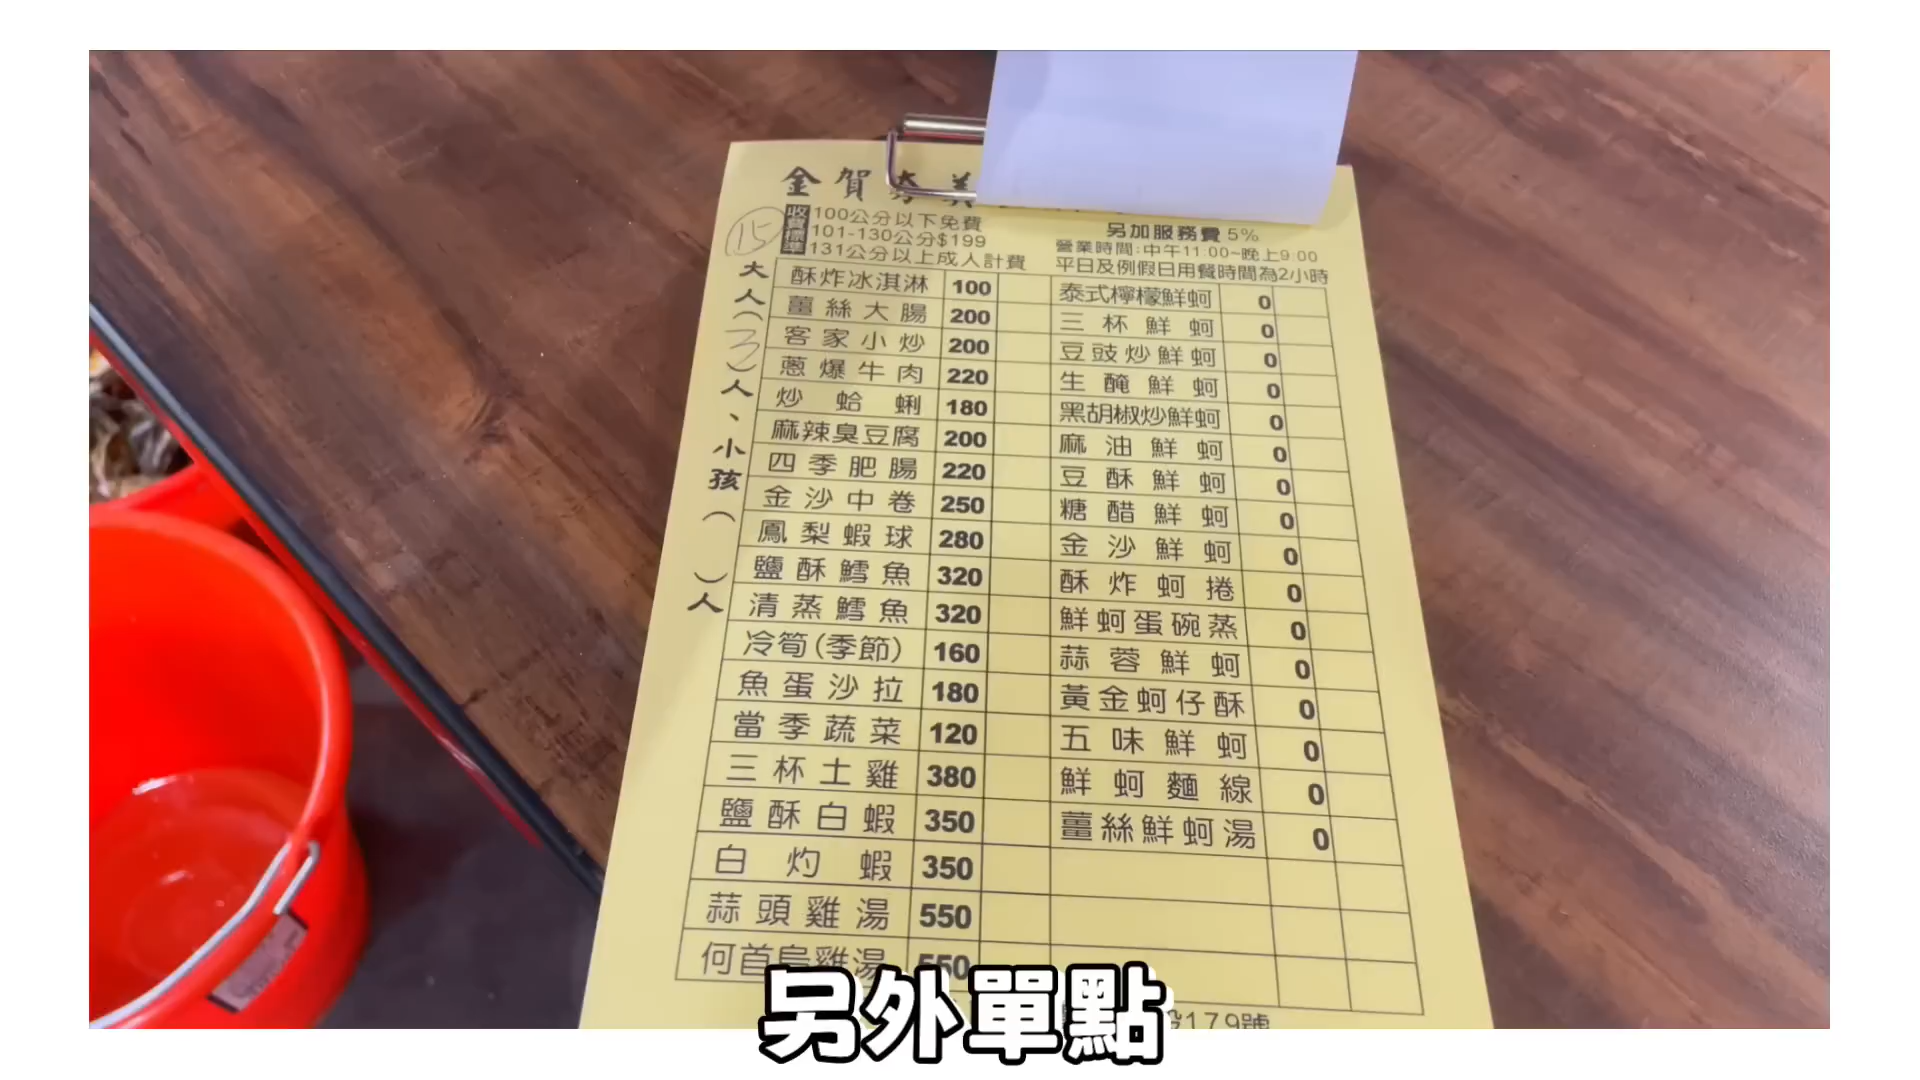 金賀夯美
15
收費標準
100公分以下免費
101-130公分$199
131公分以上成人計費
另加服務費5%
營業時間:中午11:00~晚上9:00
平日及例假日用餐時間為2小時
大人(3)人、小孩( )人
酥炸冰淇淋 100
薑絲大腸 200
客家小炒 200
蔥爆牛肉 220
炒蛤蜊 180
麻辣臭豆腐 200
四季肥腸 220
金沙中卷 250
鳳梨蝦球 280
鹽酥鱈魚 320
清蒸鱈魚 320
冷筍(季節) 160
魚蛋沙拉 180
當季蔬菜 120
三杯土雞 380
鹽酥白蝦 350
白灼蝦 350
蒜頭雞湯 550
何首烏雞湯 550
泰式檸檬鮮蚵 0
三杯鮮蚵 0
豆豉炒鮮蚵 0
生醃鮮蚵 0
黑胡椒炒鮮蚵 0
麻油鮮蚵 0
豆酥鮮蚵 0
糖醋鮮蚵 0
金沙鮮蚵 0
酥炸蚵捲 0
鮮蚵蛋碗蒸 0
蒜蓉鮮蚵 0
黃金蚵仔酥 0
五味鮮蚵 0
鮮蚵麵線 0
薑絲鮮蚵湯 0
179號
另外單點